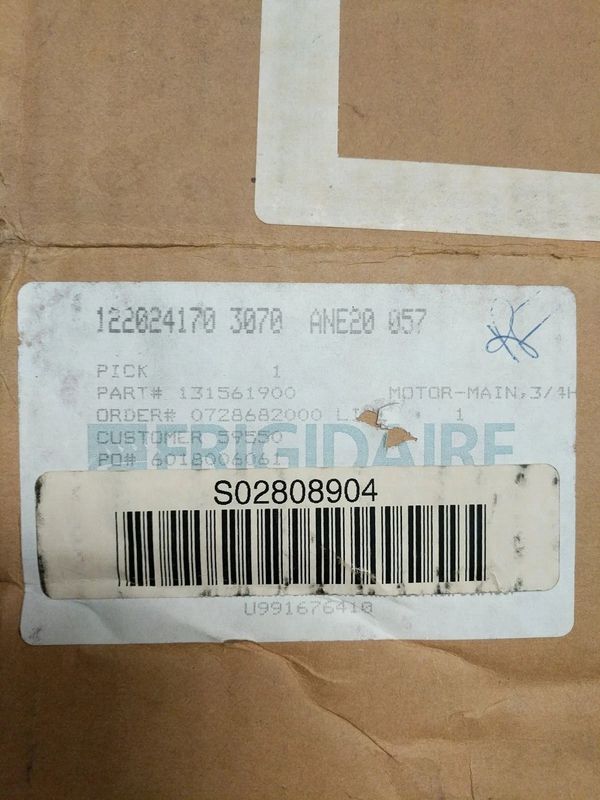 122024170 3070 ANE20 057
PICK 1
PART# 131561900 MOTOR-MAIN,3/4H
ORDER# 0728682000 1
CUSTOMER 59550
FRIGIDAIRE
PO# 6018006061
S02808904
U991676410